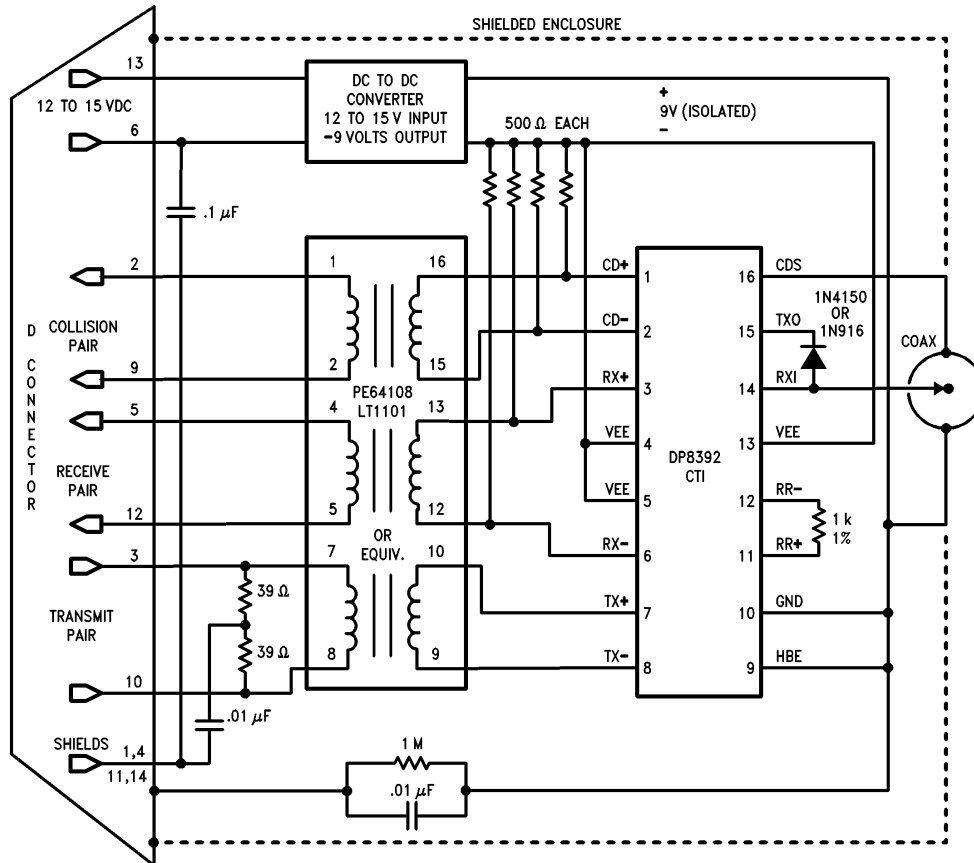 SHIELDED ENCLOSURE
13
12 TO 15 VDC
6
DC TO DC
CONVERTER
12 TO 15 V INPUT
-9 VOLTS OUTPUT
+
9V (ISOLATED)
-
500 Ω EACH
.1 μF
2
COLLISION
PAIR
9
5
RECEIVE
PAIR
12
3
TRANSMIT
PAIR
10
SHIELDS
1,4
11,14
D CONNECTOR
39 Ω
39 Ω
.01 μF
1
16
2
15
PE64108
LT1101
4
13
5
12
OR
EQUIV.
7
10
8
9
CD+
1
CD-
2
RX+
3
VEE
4
VEE
5
RX-
6
TX+
7
TX-
8
DP8392
CTI
16
CDS
15
TXO
14
RXI
13
VEE
12
RR-
11
RR+
10
GND
9
HBE
1N4150
OR
1N916
COAX
1 k
1%
1 M
.01 μF